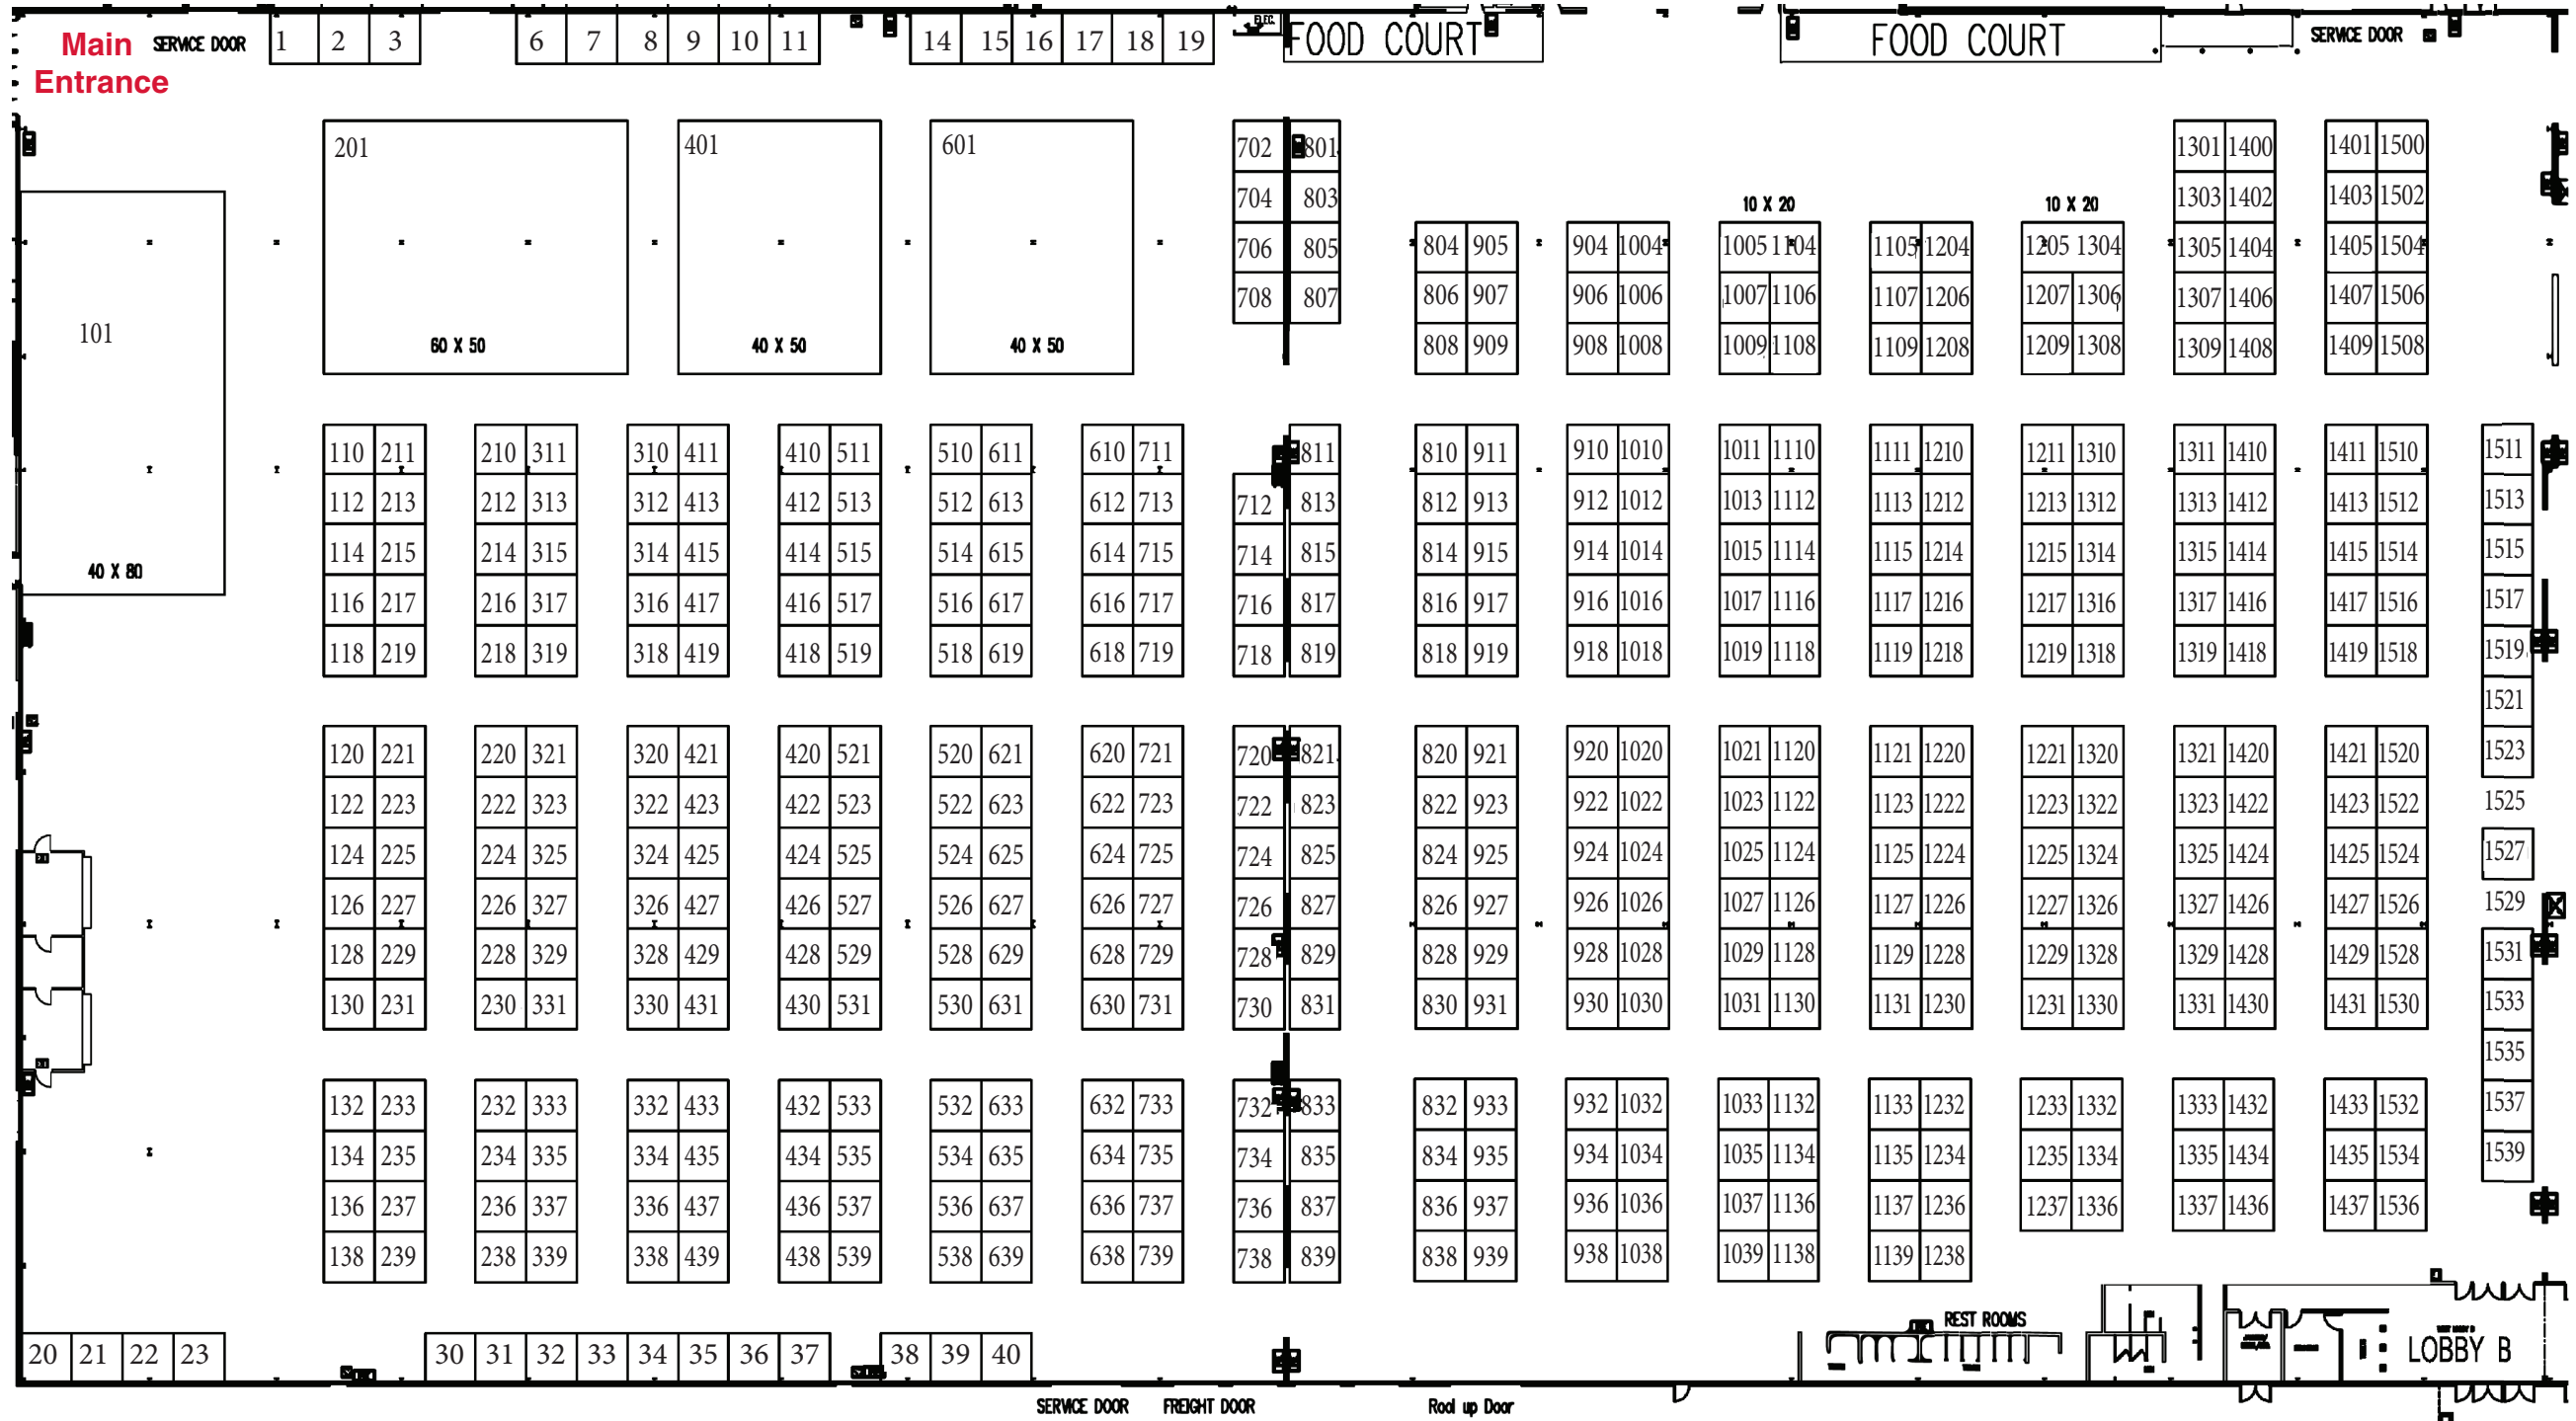 Main SERVICE DOOR 1 2 3 6 7 8 9 10 11 14 15 16 17 18 19 ELEC. FOOD COURT FOOD COURT SERVICE DOOR
Entrance
201 401 601 702 801 1301 1400 1401 1500
704 803 10 X 20 10 X 20 1303 1402 1403 1502
706 805 804 905 904 1004 1005 1104 1105 1204 1205 1304 1305 1404 1405 1504
708 807 806 907 906 1006 1007 1106 1107 1206 1207 1306 1307 1406 1407 1506
101 60 X 50 40 X 50 40 X 50 808 909 908 1008 1009 1108 1109 1208 1209 1308 1309 1408 1409 1508
110 211 210 311 310 411 410 511 510 611 610 711 811 810 911 910 1010 1011 1110 1111 1210 1211 1310 1311 1410 1411 1510 1511
112 213 212 313 312 413 412 513 512 613 612 713 712 813 812 913 912 1012 1013 1112 1113 1212 1213 1312 1313 1412 1413 1512 1513
114 215 214 315 314 415 414 515 514 615 614 715 714 815 814 915 914 1014 1015 1114 1115 1214 1215 1314 1315 1414 1415 1514 1515
40 X 80
116 217 216 317 316 417 416 517 516 617 616 717 716 817 816 917 916 1016 1017 1116 1117 1216 1217 1316 1317 1416 1417 1516 1517
118 219 218 319 318 419 418 519 518 619 618 719 718 819 818 919 918 1018 1019 1118 1119 1218 1219 1318 1319 1418 1419 1518 1519
1521
120 221 220 321 320 421 420 521 520 621 620 721 720 821 820 921 920 1020 1021 1120 1121 1220 1221 1320 1321 1420 1421 1520 1523
122 223 222 323 322 423 422 523 522 623 622 723 722 823 822 923 922 1022 1023 1122 1123 1222 1223 1322 1323 1422 1423 1522 1525
124 225 224 325 324 425 424 525 524 625 624 725 724 825 824 925 924 1024 1025 1124 1125 1224 1225 1324 1325 1424 1425 1524 1527
126 227 226 327 326 427 426 527 526 627 626 727 726 827 826 927 926 1026 1027 1126 1127 1226 1227 1326 1327 1426 1427 1526 1529
128 229 228 329 328 429 428 529 528 629 628 729 728 829 828 929 928 1028 1029 1128 1129 1228 1229 1328 1329 1428 1429 1528 1531
130 231 230 331 330 431 430 531 530 631 630 731 730 831 830 931 930 1030 1031 1130 1131 1230 1231 1330 1331 1430 1431 1530 1533
1535
132 233 232 333 332 433 432 533 532 633 632 733 732 833 832 933 932 1032 1033 1132 1133 1232 1233 1332 1333 1432 1433 1532 1537
134 235 234 335 334 435 434 535 534 635 634 735 734 835 834 935 934 1034 1035 1134 1135 1234 1235 1334 1335 1434 1435 1534 1539
136 237 236 337 336 437 436 537 536 637 636 737 736 837 836 937 936 1036 1037 1136 1137 1236 1237 1336 1337 1436 1437 1536
138 239 238 339 338 439 438 539 538 639 638 739 738 839 838 939 938 1038 1039 1138 1139 1238
REST ROOMS
20 21 22 23 30 31 32 33 34 35 36 37 38 39 40 LOBBY B
SERVICE DOOR FREIGHT DOOR Rool up Door